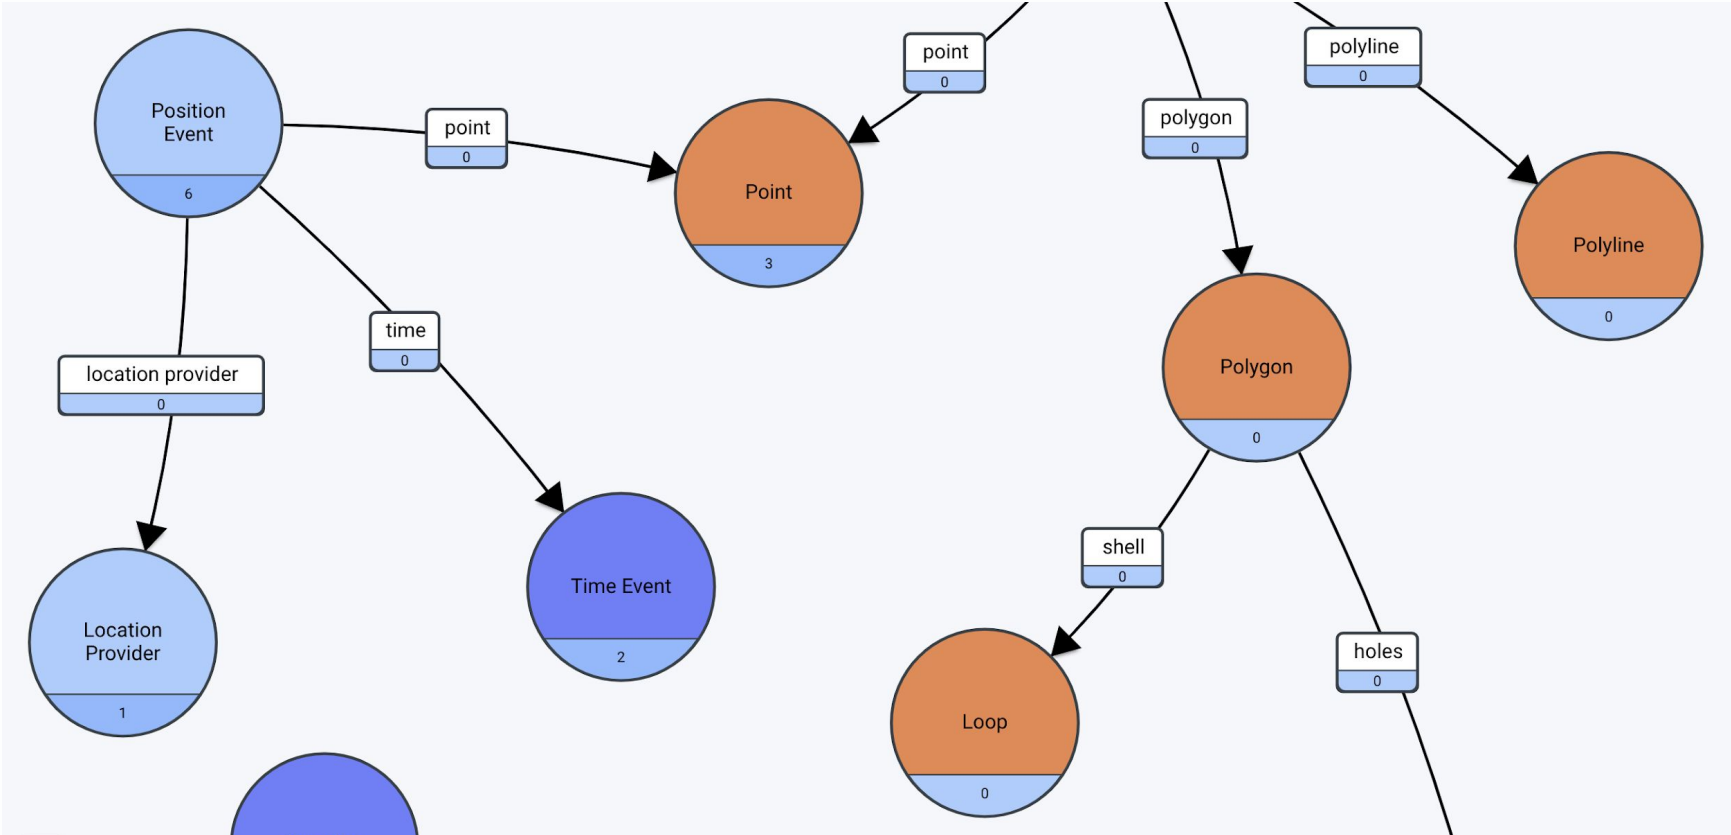 point
0
polyline
0
Position
Event
6
point
0
polygon
0
Point
3
Polyline
0
time
0
location provider
0
Polygon
0
shell
0
Time Event
2
Location
Provider
1
holes
0
Loop
0